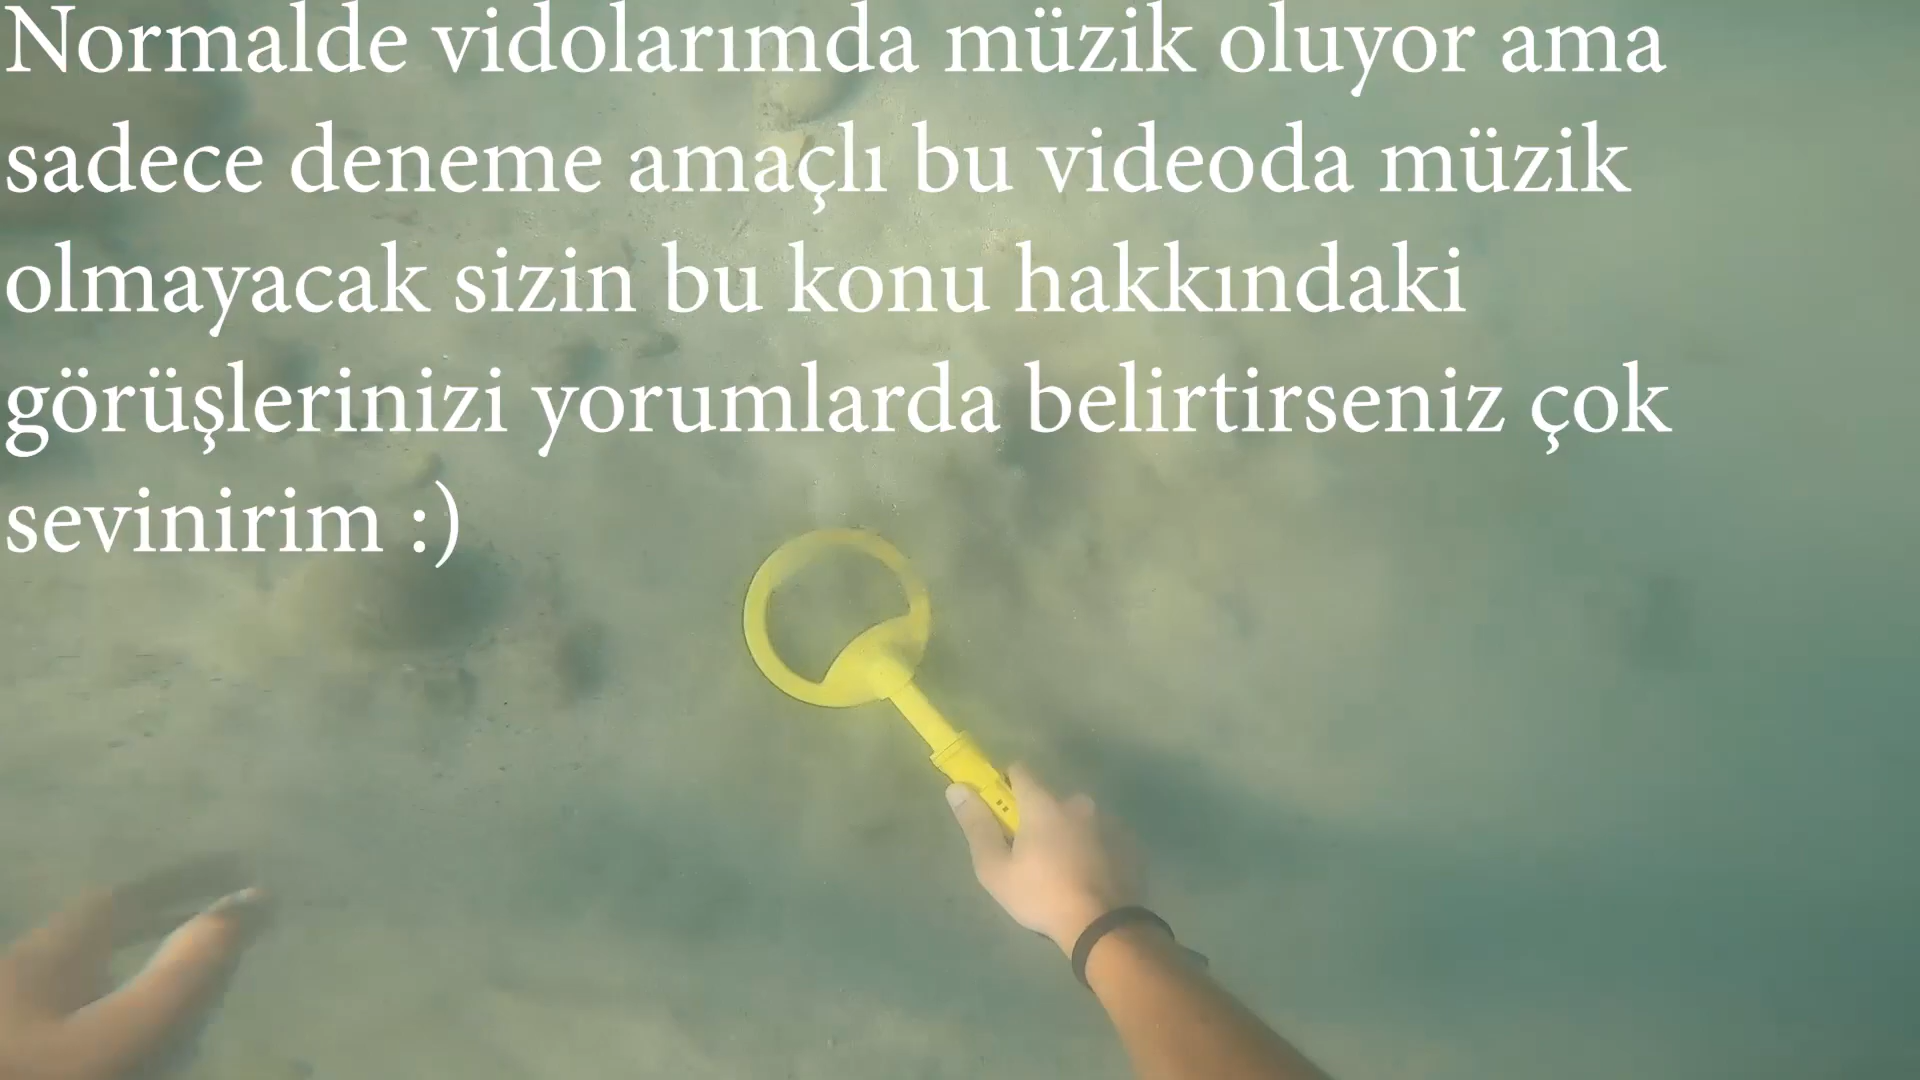 Normalde vidolarımda müzik oluyor ama
sadece deneme amaçlı bu videoda müzik
olmayacak sizin bu konu hakkındaki
görüşlerinizi yorumlarda belirtirseniz çok
sevinirim :)